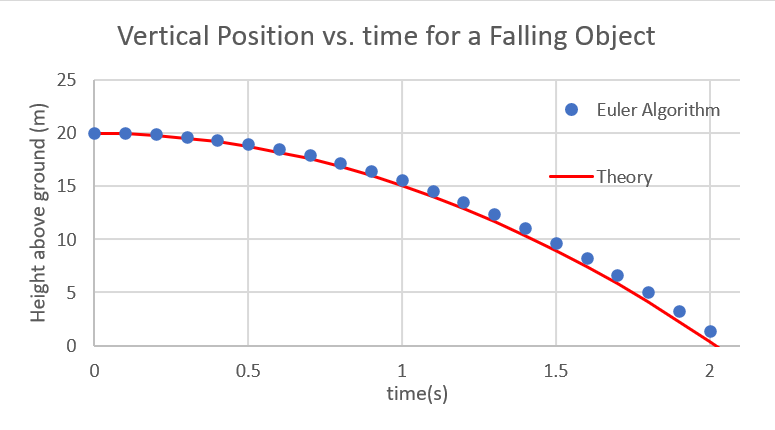 Vertical Position vs. time for a Falling Object
25
20
15
10
5
0
Height above ground (m)
Euler Algorithm
Theory
0
0.5
1
1.5
2
time(s)